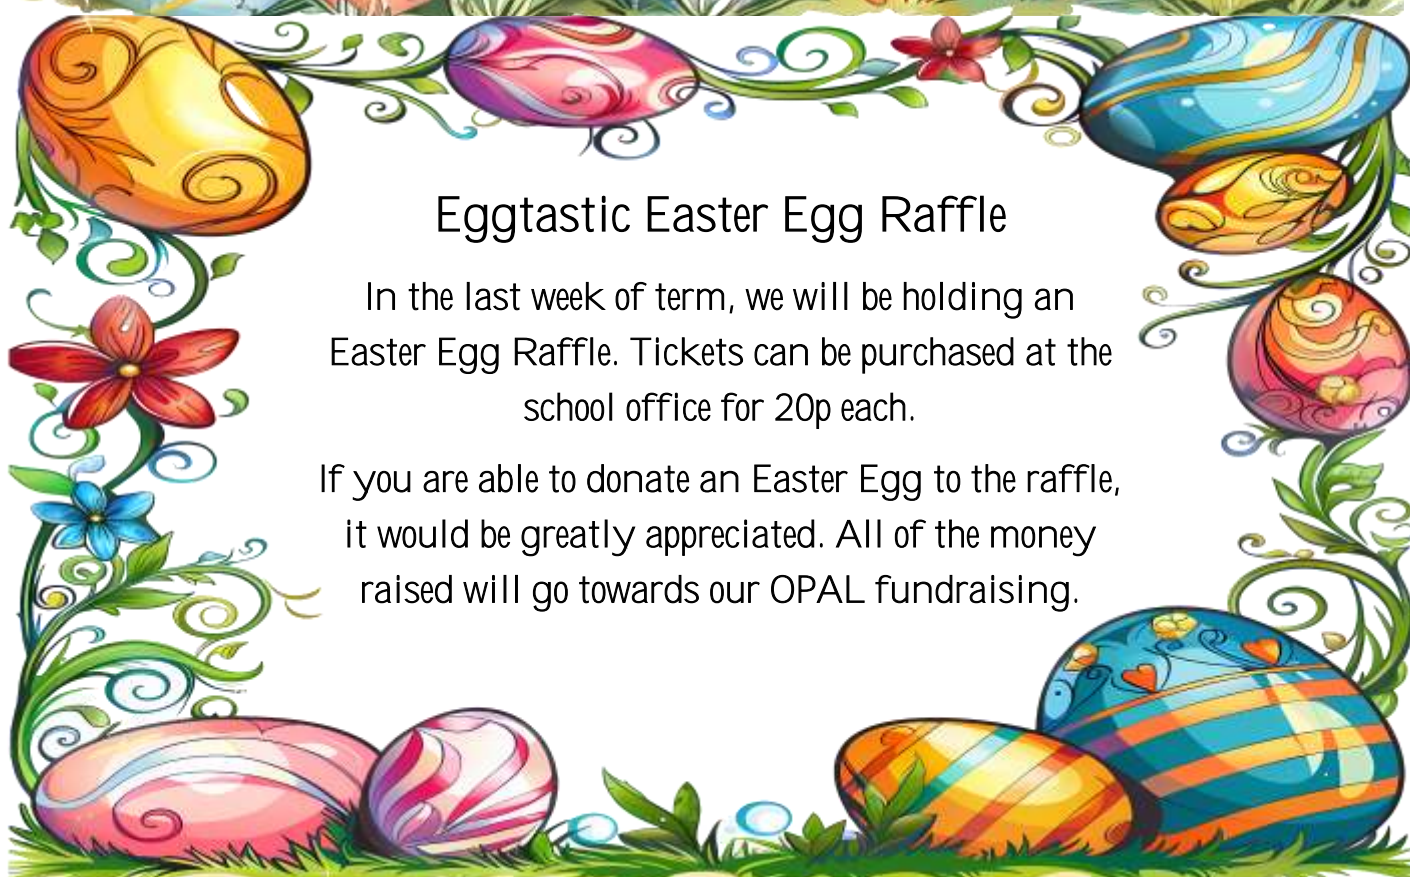 Eggtastic Easter Egg Raffle
In the last week of term, we will be holding an
Easter Egg Raffle. Tickets can be purchased at the
school office for 20p each.
If you are able to donate an Easter Egg to the raffle,
it would be greatly appreciated. All of the money
raised will go towards our OPAL fundraising.